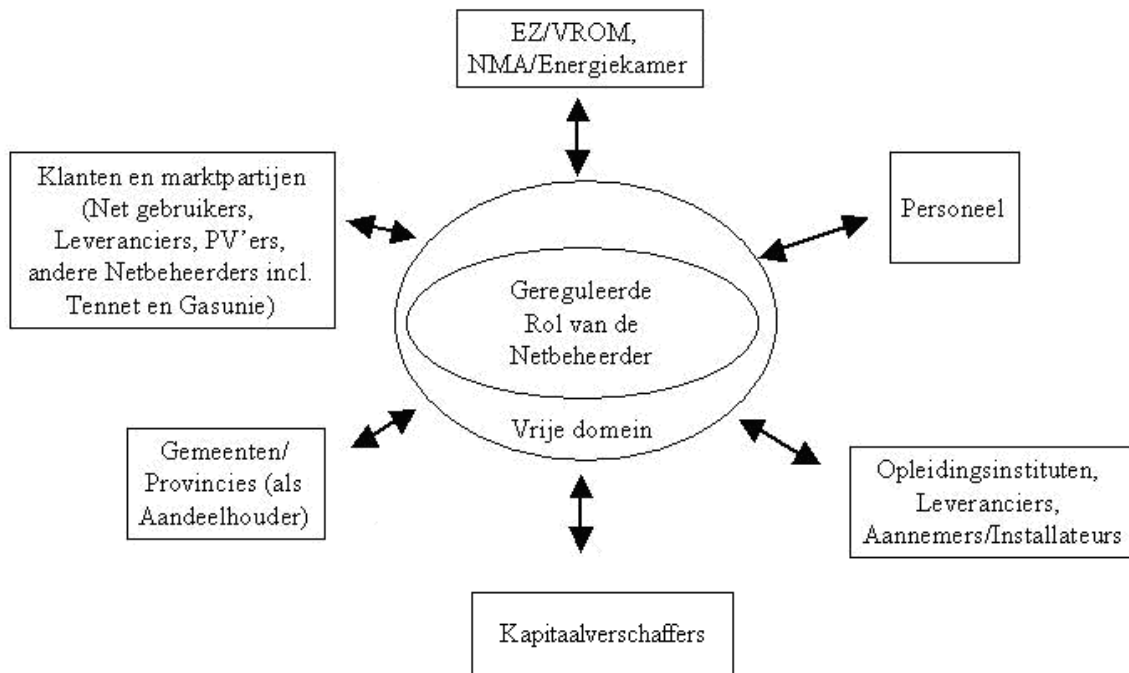 EZ/VROM,
NMA/Energiekamer
Klanten en marktpartijen
(Net gebruikers,
Leveranciers, PV'ers,
andere Netbeheerders incl.
Tennet en Gasunie)
Personeel
Gereguleerde
Rol van de
Netbeheerder
Vrije domein
Gemeenten/
Provincies (als
Aandeelhouder)
Opleidingsinstituten,
Leveranciers,
Aannemers/Installateurs
Kapitaalverschaffers